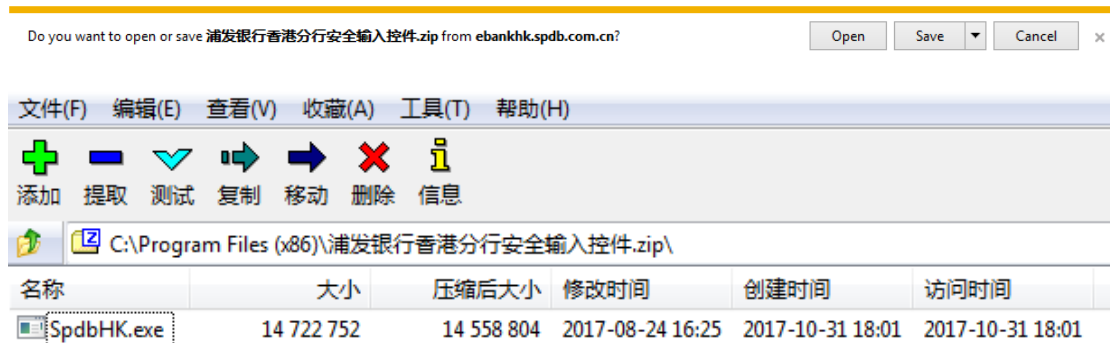 Do you want to open or save 浦发银行香港分行安全输入控件.zip from ebankhk.spdb.com.cn? Open Save Cancel
文件(F) 编辑(E) 查看(V) 收藏(A) 工具(T) 帮助(H)
添加 提取 测试 复制 移动 删除 信息
C:\Program Files (x86)\浦发银行香港分行安全输入控件.zip\
名称 大小 压缩后大小 修改时间 创建时间 访问时间
SpdbHK.exe 14 722 752 14 558 804 2017-08-24 16:25 2017-10-31 18:01 2017-10-31 18:01